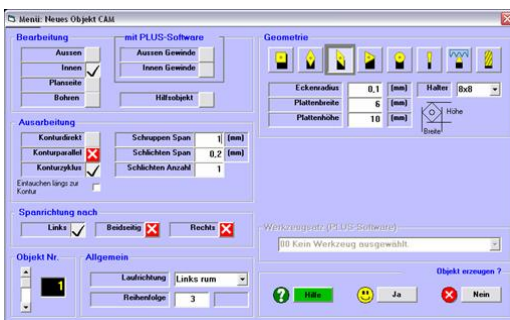 Menü: Neues Objekt CAM
Bearbeitung
mit PLUS-Software
Aussen
Innen
Planseite
Bohren
Aussen Gewinde
Innen Gewinde
Hilfsobjekt
Geometrie
Eckenradius 0,1 (mm) Halter 8x8
Plattenbreite 6 (mm)
Plattenhöhe 10 (mm)
Höhe
Breite
Ausarbeitung
Konturdirekt
Konturparallel
Konturzyklus
Eintauchen längs zur Kontur
Schruppen Span 1 (mm)
Schlichten Span 0,2 (mm)
Schlichten Anzahl 1
Spanrichtung nach
Links Beidseitig Rechts
Werkzeugsatz (PLUS-Software)
00 Kein Werkzeug ausgewählt
Objekt Nr.
1
Allgemein
Laufrichtung Links rum
Reihenfolge 3
Objekt erzeugen ?
Hilfe Ja Nein